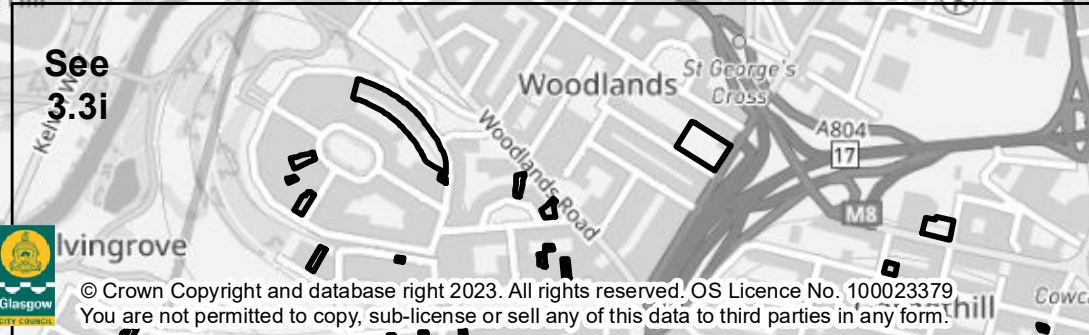 See
3.3i
Woodlands
St George's
Cross
A804
17
M8
Woodlands Road
lvingrove
Glasgow
CITY COUNCIL
© Crown Copyright and database right 2023. All rights reserved. OS Licence No. 100023379
You are not permitted to copy, sub-license or sell any of this data to third parties in any form.
Cowc